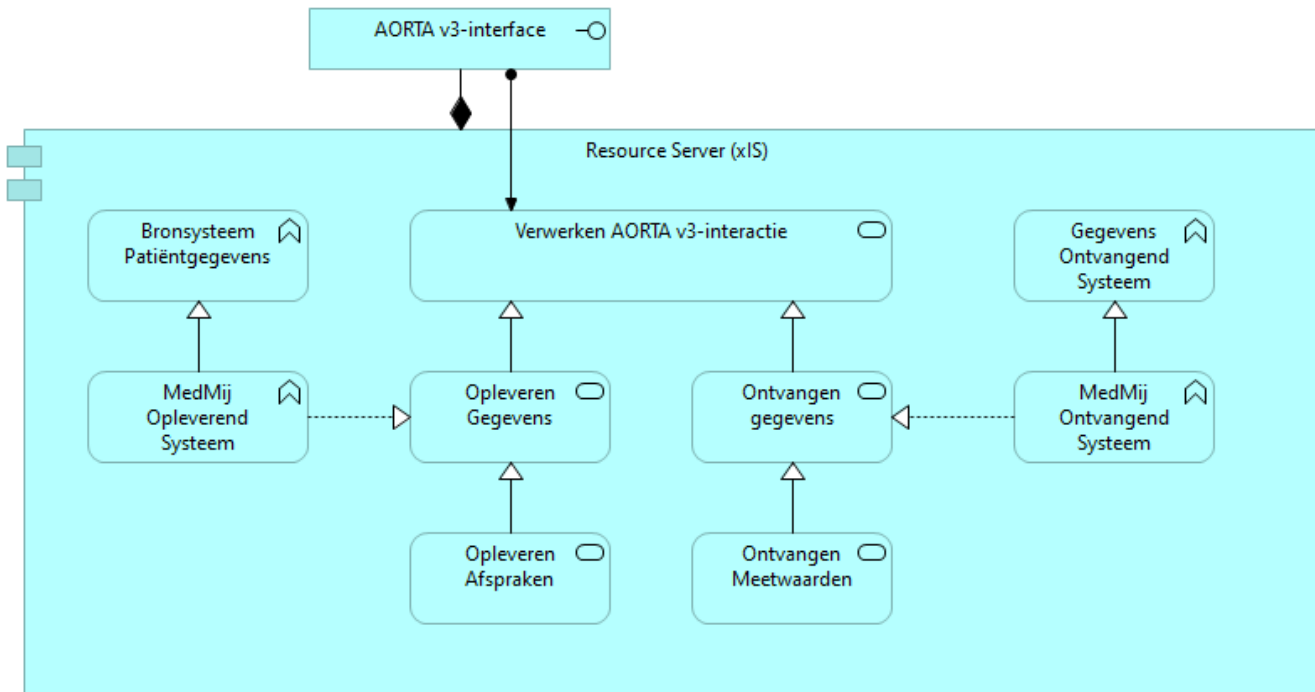 AORTA v3-interface
Resource Server (xIS)
Bronsysteem
Patiëntgegevens
Verwerken AORTA v3-interactie
Gegevens
Ontvangend
Systeem
MedMij
Opleverend
Systeem
Opleveren
Gegevens
Ontvangen
gegevens
MedMij
Ontvangend
Systeem
Opleveren
Afspraken
Ontvangen
Meetwaarden